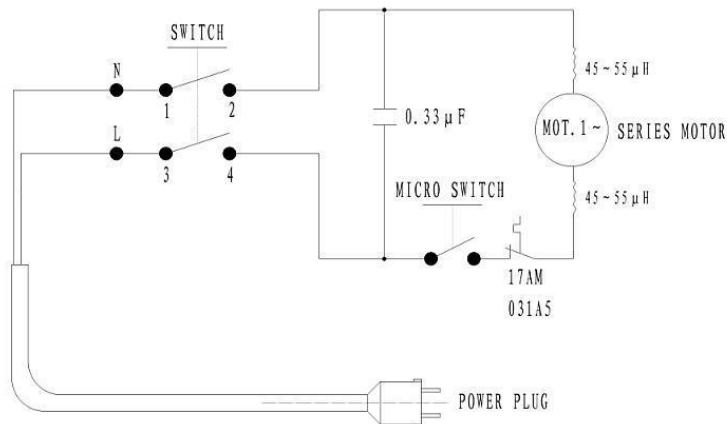 SWITCH
N
1
2
L
3
4
0.33μF
45~55μH
MOT.1~
SERIES MOTOR
45~55μH
MICRO SWITCH
17AM
031A5
POWER PLUG